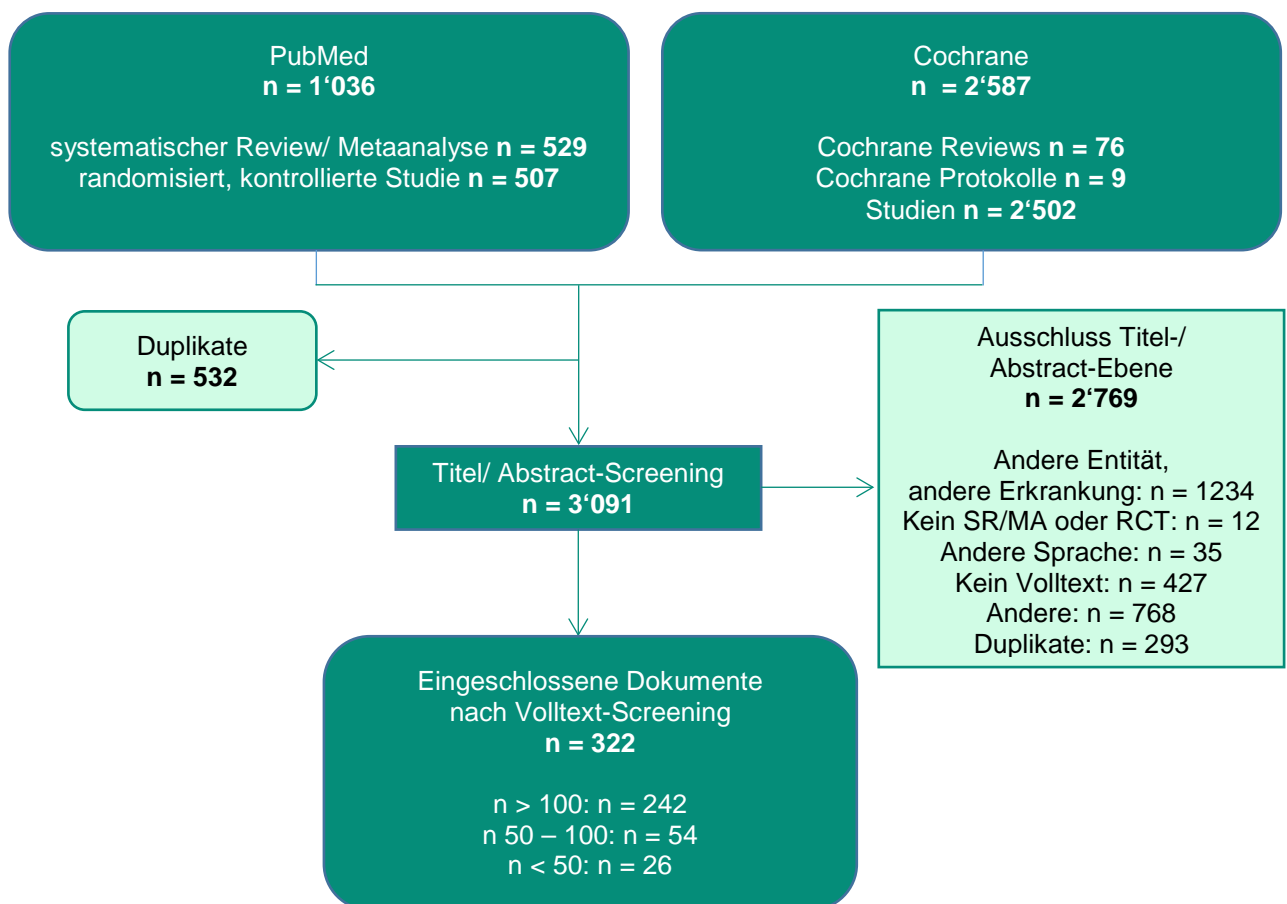 PubMed
n = 1‘036
systematischer Review/ Metaanalyse n = 529
randomisiert, kontrollierte Studie n = 507
Cochrane
n  = 2‘587
Cochrane Reviews n = 76
Cochrane Protokolle n = 9
Studien n = 2‘502
Duplikate
n = 532
Ausschluss Titel-/
Abstract-Ebene
n = 2‘769
Andere Entität,
andere Erkrankung: n = 1234
Kein SR/MA oder RCT: n = 12
Andere Sprache: n = 35
Kein Volltext: n = 427
Andere: n = 768
Duplikate: n = 293
Titel/ Abstract-Screening
n = 3‘091
Eingeschlossene Dokumente
nach Volltext-Screening
n = 322
n > 100: n = 242
n 50 – 100: n = 54
n < 50: n = 26